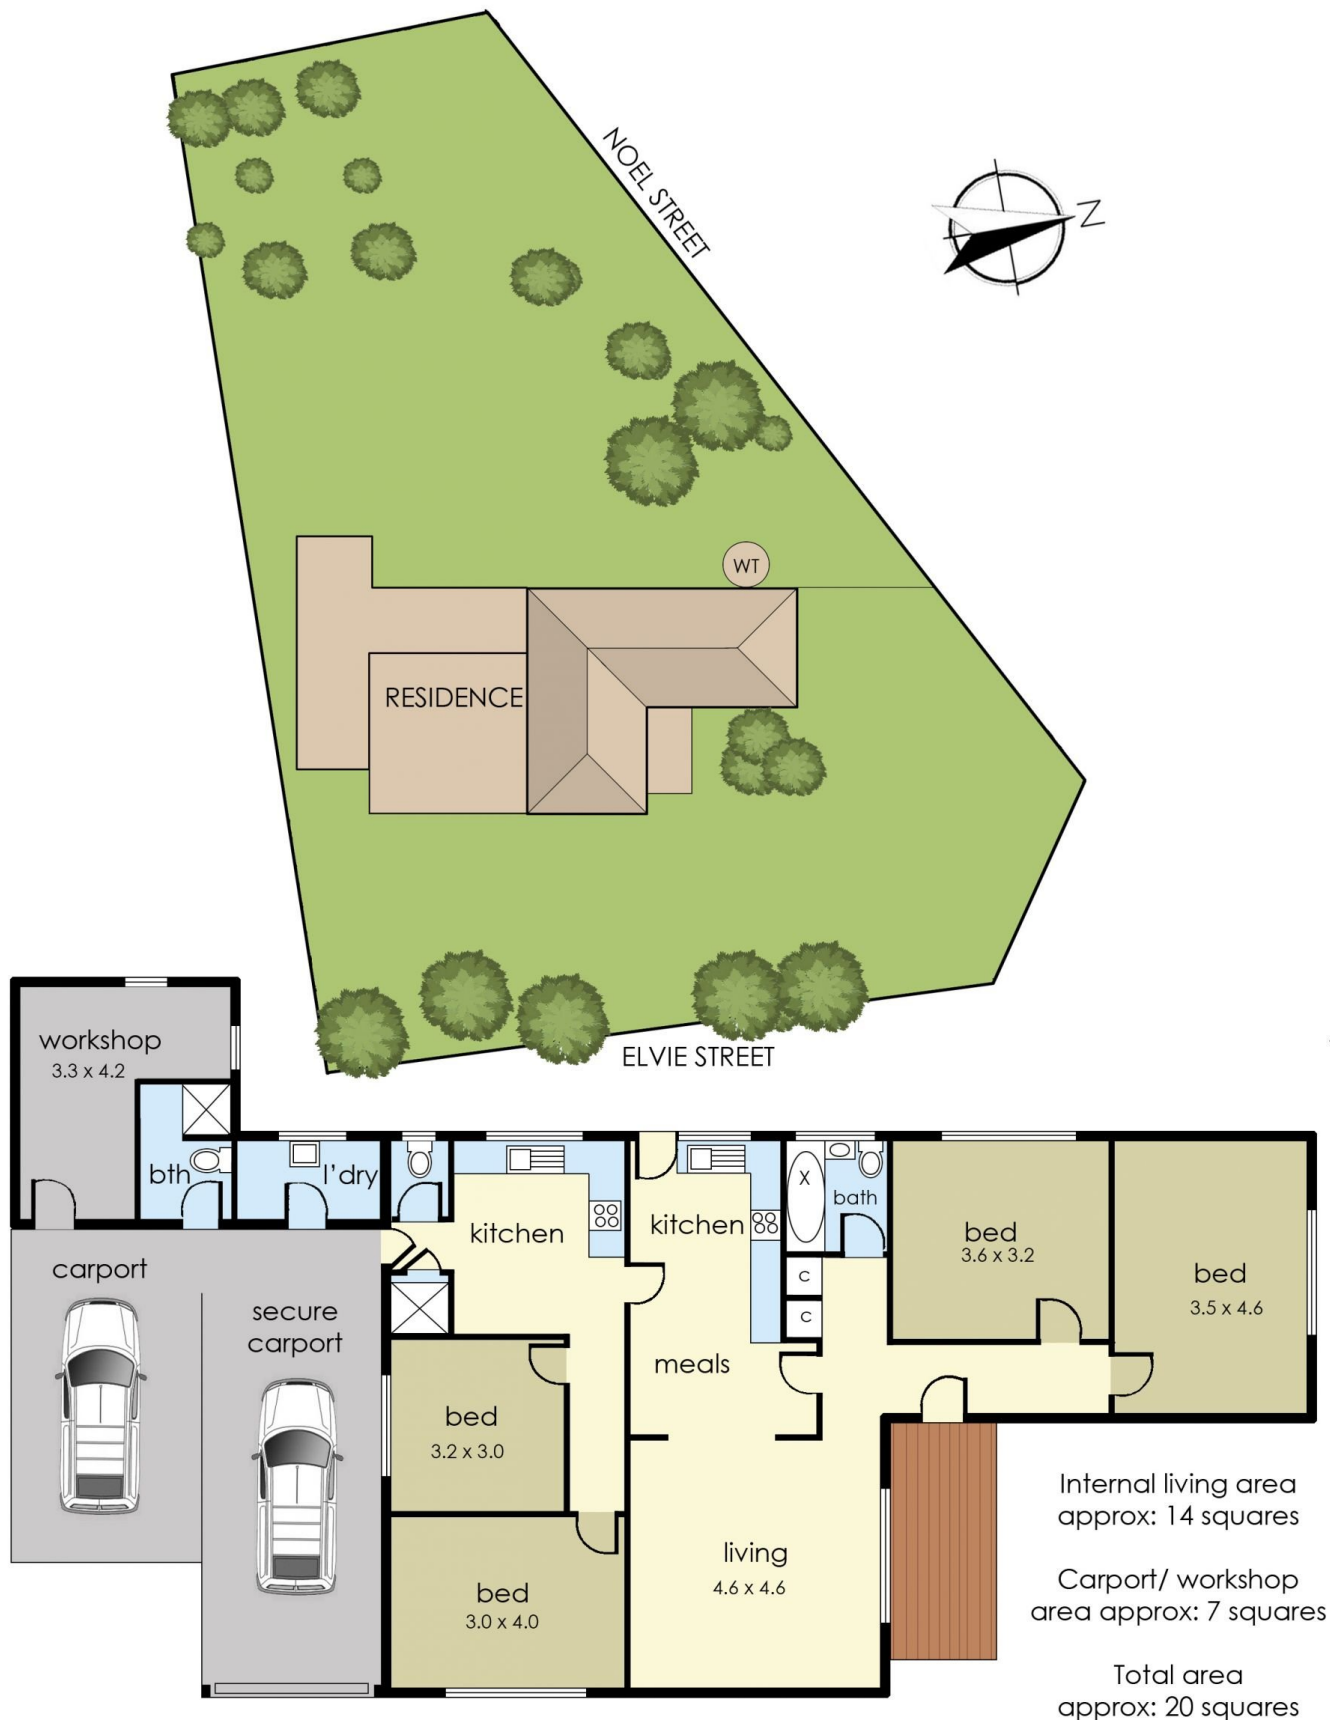 NOEL STREET
N
WT
RESIDENCE
ELVIE STREET
workshop
3.3 x 4.2
bth
l'dry
kitchen
kitchen
X
bath
bed
3.6 x 3.2
bed
3.5 x 4.6
c
c
carport
secure
carport
meals
bed
3.2 x 3.0
bed
3.0 x 4.0
living
4.6 x 4.6
Internal living area
approx: 14 squares
Carport/ workshop
area approx: 7 squares
Total area
approx: 20 squares